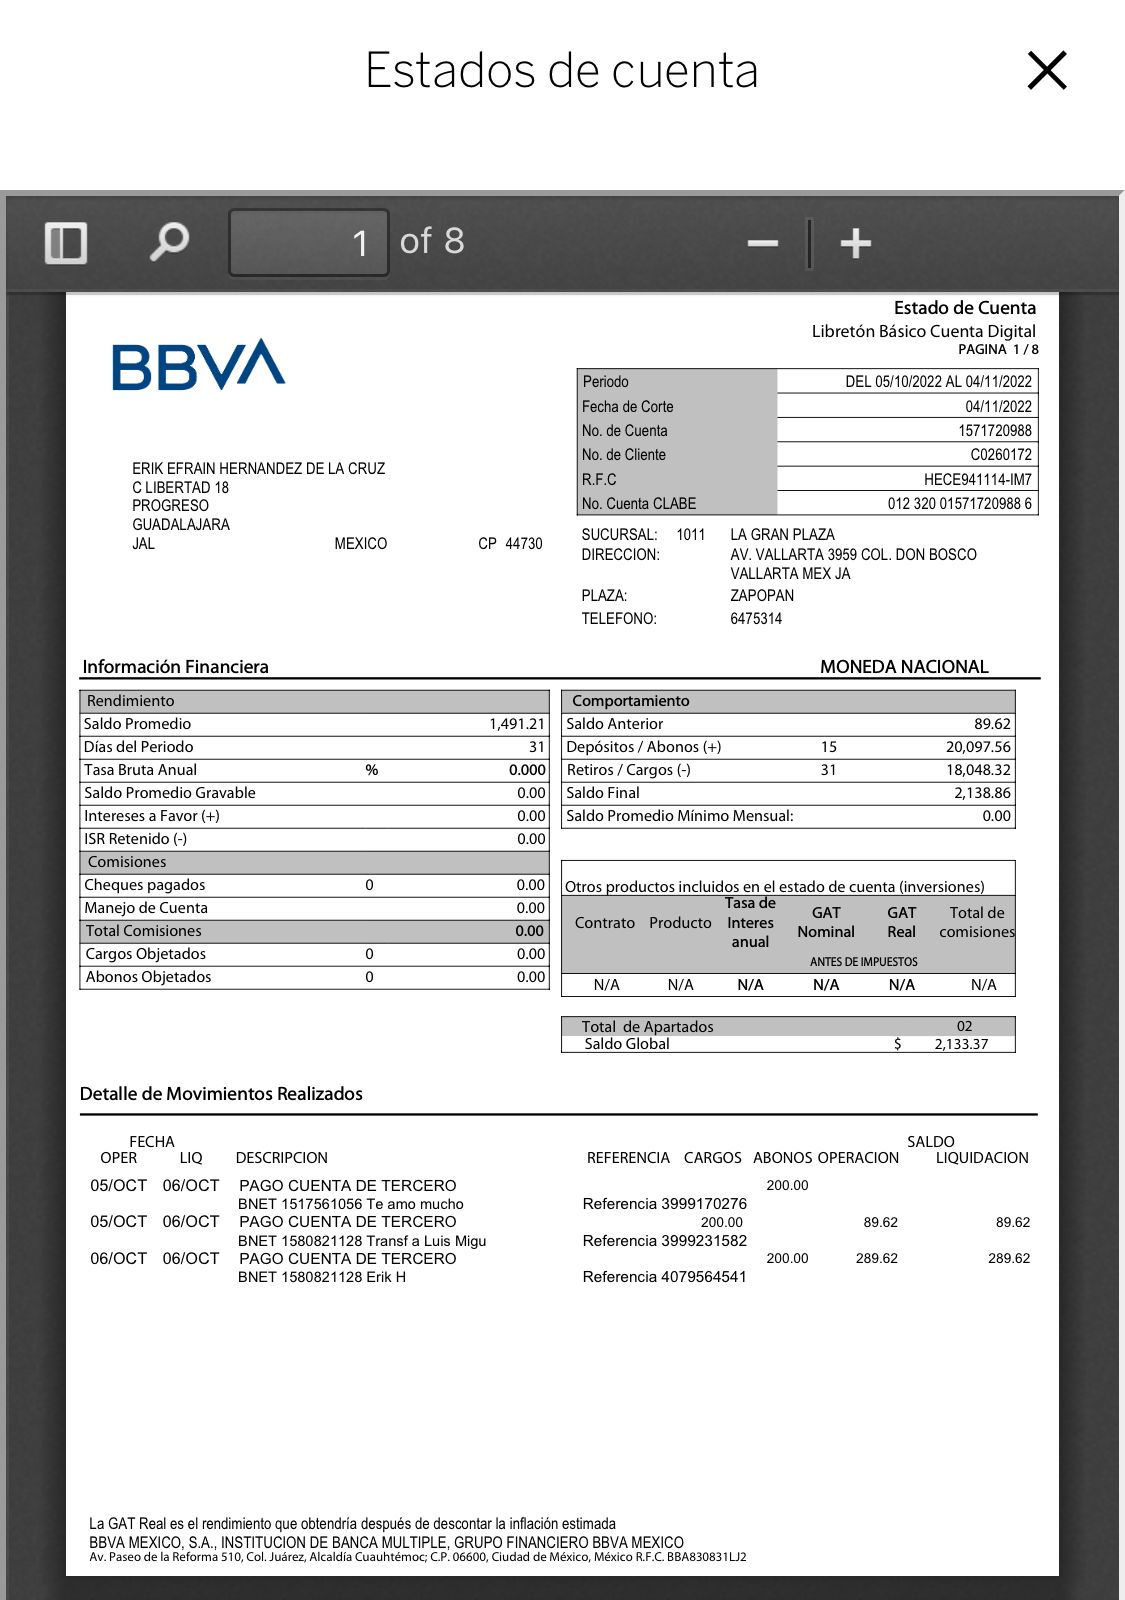 Estados de cuenta
1 of 8
Estado de Cuenta
Libretón Básico Cuenta Digital
PAGINA 1 / 8
BBVA
Periodo DEL 05/10/2022 AL 04/11/2022
Fecha de Corte 04/11/2022
No. de Cuenta 1571720988
No. de Cliente C0260172
R.F.C HECE941114-IM7
No. Cuenta CLABE 012 320 01571720988 6
ERIK EFRAIN HERNANDEZ DE LA CRUZ
C LIBERTAD 18
PROGRESO
GUADALAJARA
JAL MEXICO CP 44730
SUCURSAL: 1011 LA GRAN PLAZA
DIRECCION: AV. VALLARTA 3959 COL. DON BOSCO
VALLARTA MEX JA
PLAZA: ZAPOPAN
TELEFONO: 6475314
Información Financiera MONEDA NACIONAL
Rendimiento
Saldo Promedio 1,491.21
Días del Periodo 31
Tasa Bruta Anual % 0.000
Saldo Promedio Gravable 0.00
Intereses a Favor (+) 0.00
ISR Retenido (-) 0.00
Comisiones
Cheques pagados 0 0.00
Manejo de Cuenta 0.00
Total Comisiones 0.00
Cargos Objetados 0 0.00
Abonos Objetados 0 0.00
Comportamiento
Saldo Anterior 89.62
Depósitos / Abonos (+) 15 20,097.56
Retiros / Cargos (-) 31 18,048.32
Saldo Final 2,138.86
Saldo Promedio Mínimo Mensual: 0.00
Otros productos incluidos en el estado de cuenta (inversiones)
Contrato Producto Tasa de Interes anual GAT Nominal GAT Real Total de comisiones
ANTES DE IMPUESTOS
N/A N/A N/A N/A N/A N/A
Total de Apartados 02
Saldo Global $ 2,133.37
Detalle de Movimientos Realizados
FECHA SALDO
OPER LIQ DESCRIPCION REFERENCIA CARGOS ABONOS OPERACION LIQUIDACION
05/OCT 06/OCT PAGO CUENTA DE TERCERO 200.00
BNET 1517561056 Te amo mucho Referencia 3999170276
05/OCT 06/OCT PAGO CUENTA DE TERCERO 200.00 89.62 89.62
BNET 1580821128 Transf a Luis Migu Referencia 3999231582
06/OCT 06/OCT PAGO CUENTA DE TERCERO 200.00 289.62 289.62
BNET 1580821128 Erik H Referencia 4079564541
La GAT Real es el rendimiento que obtendría después de descontar la inflación estimada
BBVA MEXICO, S.A., INSTITUCION DE BANCA MULTIPLE, GRUPO FINANCIERO BBVA MEXICO
Av. Paseo de la Reforma 510, Col. Juárez, Alcaldía Cuauhtémoc; C.P. 06600, Ciudad de México, México R.F.C. BBA830831LJ2